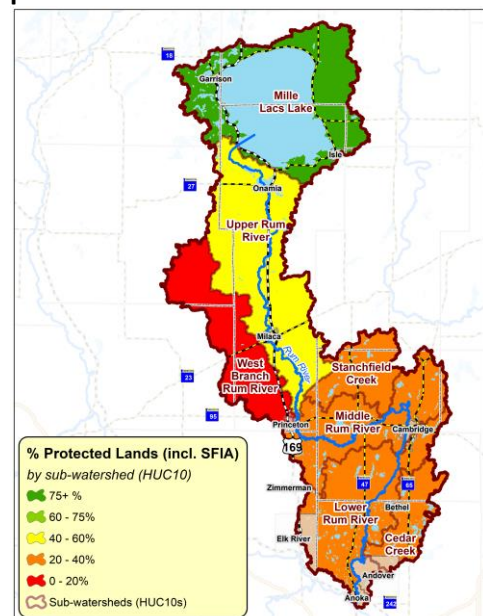 18
Garrison
Mille
Lacs Lake
Isle
27
Onamia
Upper Rum
River
Milaca
Rum River
23
West
Branch
Rum River
Stanchfield
Creek
95
Princeton
Middle
Rum River
Cambridge
169
47
65
Zimmerman
Bethel
Lower
Rum River
Elk River
Cedar
Creek
Andover
Anoka
242
% Protected Lands (incl. SFIA)
by sub-watershed (HUC10)
75+ %
60 - 75%
40 - 60%
20 - 40%
0 - 20%
Sub-watersheds (HUC10s)